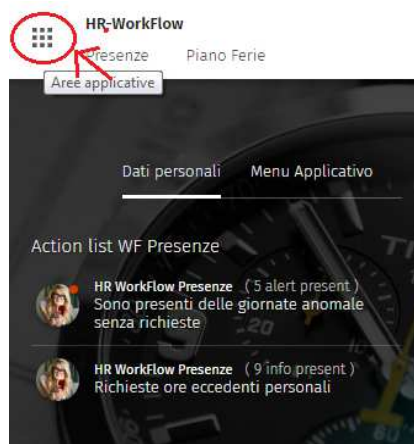 HR-WorkFlow
Presenze Piano Ferie
Aree applicative
Dati personali Menu Applicativo
Action list WF Presenze
HR WorkFlow Presenze ( 5 alert present )
Sono presenti delle giornate anomale
senza richieste
20
HR WorkFlow Presenze ( 9 info present )
Richieste ore eccedenti personali